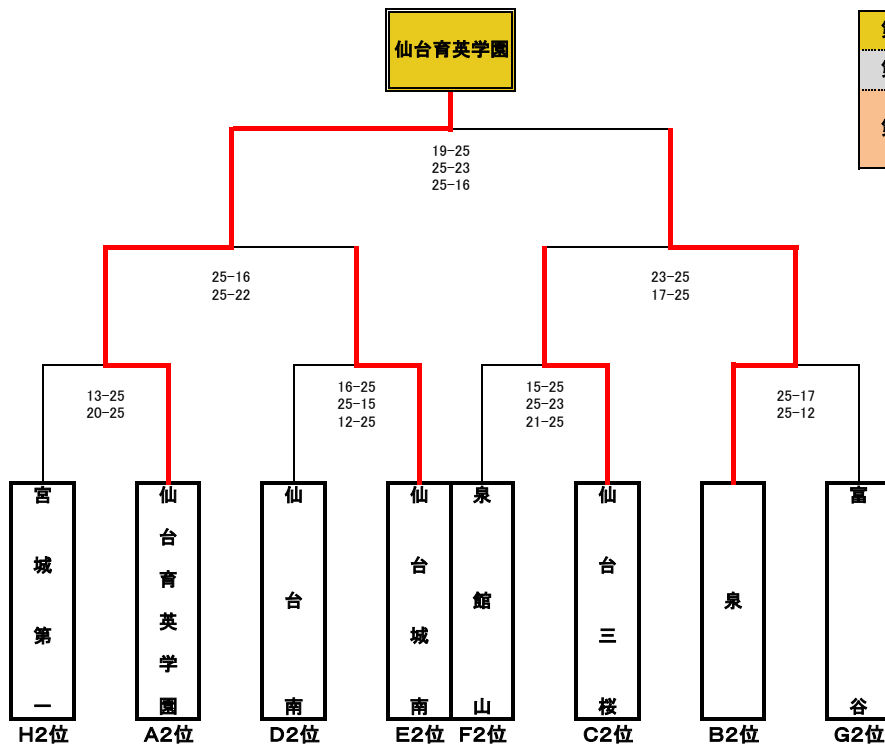 仙台育英学園
19-25
25-23
25-16
25-16
25-22
23-25
17-25
13-25
20-25
16-25
25-15
12-25
15-25
25-23
21-25
25-17
25-12
宮城第一
仙台育英学園
仙台南
仙台城南
泉館山
仙台三桜
泉
富谷
H2位
A2位
D2位
E2位
F2位
C2位
B2位
G2位